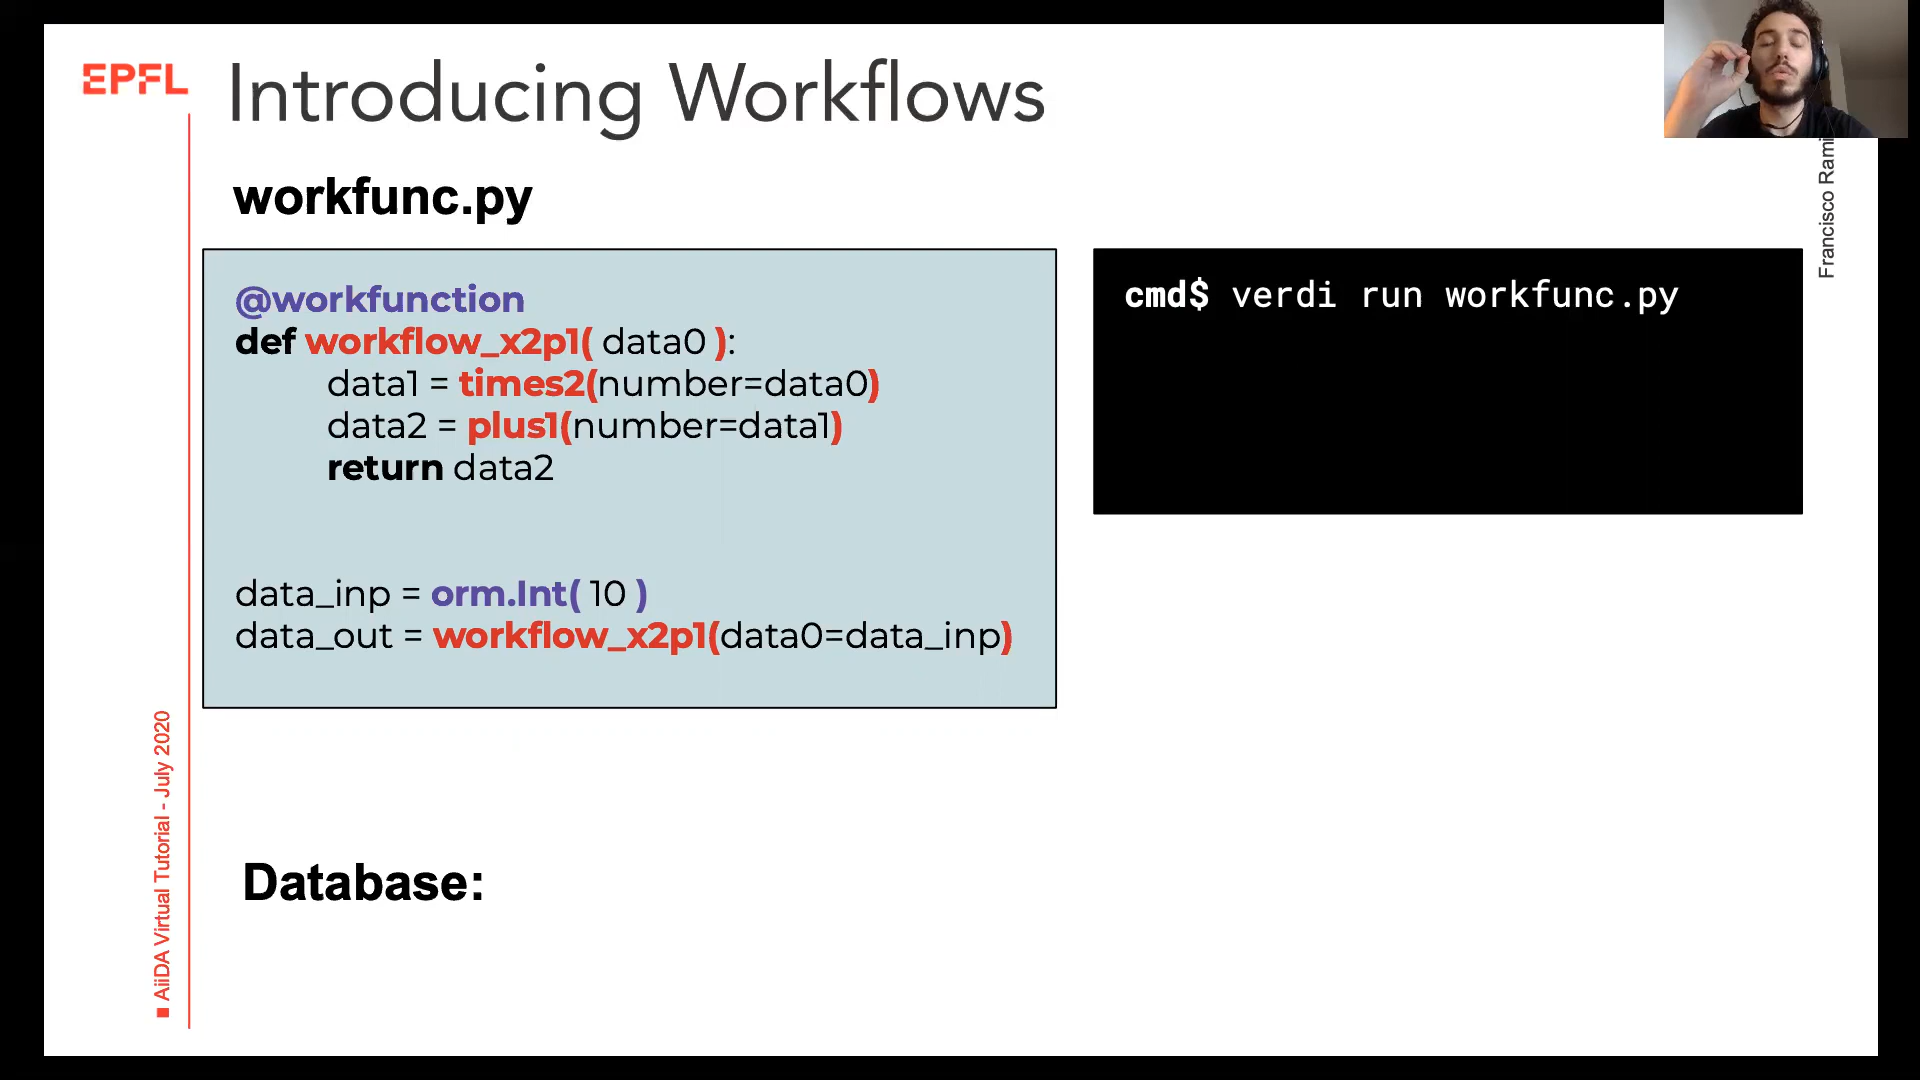 EPFL
Introducing Workflows
workfunc.py
@workfunction
def workflow_x2p1( data0 ):
data1 = times2(number=data0)
data2 = plus1(number=data1)
return data2
data_inp = orm.Int( 10 )
data_out = workflow_x2p1(data0=data_inp)
cmd$ verdi run workfunc.py
Database:
AiiDA Virtual Tutorial - July 2020
Francisco Rami